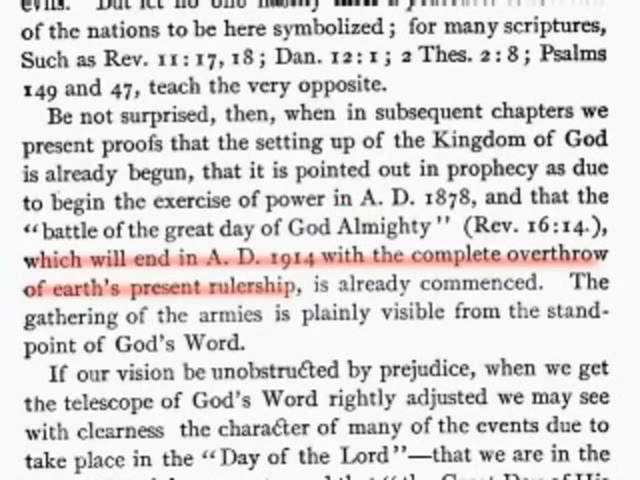 of the nations to be here symbolized; for many scriptures,
Such as Rev. 11:17, 18; Dan. 12:1; 2 Thes. 2:8; Psalms
149 and 47, teach the very opposite.
Be not surprised, then, when in subsequent chapters we
present proofs that the setting up of the Kingdom of God
is already begun, that it is pointed out in prophecy as due
to begin the exercise of power in A. D. 1878, and that the
"battle of the great day of God Almighty" (Rev. 16:14.),
which will end in A. D. 1914 with the complete overthrow
of earth's present rulership, is already commenced. The
gathering of the armies is plainly visible from the stand-
point of God's Word.
If our vision be unobstructed by prejudice, when we get
the telescope of God's Word rightly adjusted we may see
with clearness the character of many of the events due to
take place in the "Day of the Lord"—that we are in the